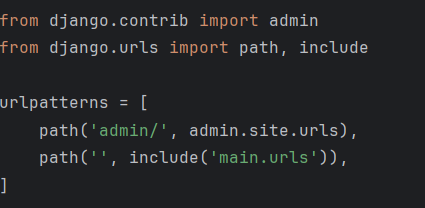 from django.contrib import admin
from django.urls import path, include

urlpatterns = [
    path('admin/', admin.site.urls),
    path('', include('main.urls')),
]